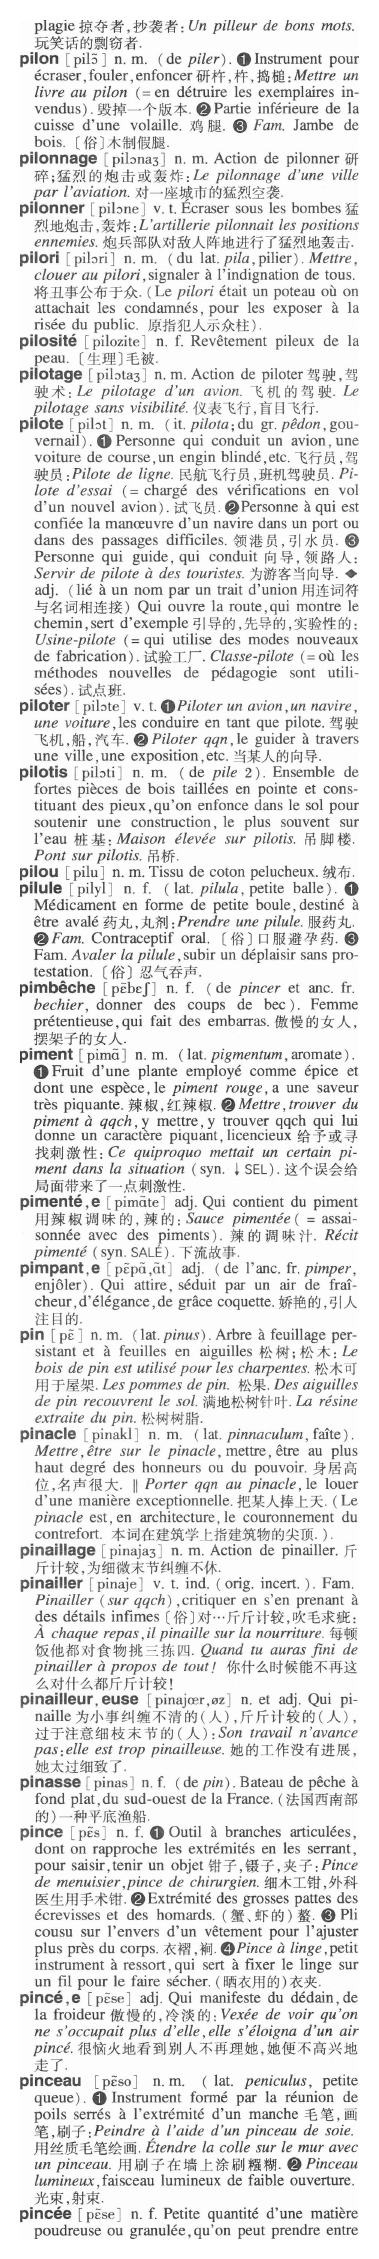 plagie 掠夺者,抄袭者: Un pilleur de bons mots.
玩笑话的剽窃者.
pilon [pilɔ̃] n. m. (de piler). ❶ Instrument pour
écraser,fouler,enfoncer 研杵,杵,捣槌: Mettre un
livre au pilon (=en détruire les exemplaires in-
vendus). 毁掉一个版本. ❷ Partie inférieure de la
cuisse d'une volaille. 鸡腿. ❸ Fam. Jambe de
bois. 〔俗〕木制假腿.
pilonnage [pilɔnaʒ] n. m. Action de pilonner 研
碎;猛烈的炮击或轰炸: Le pilonnage d'une ville
par l'aviation. 对一座城市的猛烈空袭.
pilonner [pilɔne] v. t. Écraser sous les bombes 猛
烈地炮击,轰炸: L'artillerie pilonnait les positions
ennemies. 炮兵部队对敌人阵地进行了猛烈地轰击.
pilori [pilɔri] n. m. (du lat. pila, pilier). Mettre,
clouer au pilori, signaler à l'indignation de tous.
将丑事公布于众. (Le pilori était un poteau où on
attachait les condamnés, pour les exposer à la
risée du public. 原指犯人示众柱).
pilosité [pilozite] n. f. Revêtement pileux de la
peau. 〔生理〕毛被.
pilotage [pilɔtaʒ] n. m. Action de piloter 驾驶,驾
驶术: Le pilotage d'un avion. 飞机的驾驶. Le
pilotage sans visibilité. 仪表飞行,盲目飞行.
pilote [pilɔt] n. m. (it. pilota; du gr. pêdon, gou-
vernail). ❶ Personne qui conduit un avion, une
voiture de course, un engin blindé, etc. 飞行员,驾
驶员: Pilote de ligne. 民航飞行员,班机驾驶员. Pi-
lote d'essai (= chargé des vérifications en vol
d'un nouvel avion). 试飞员. ❷ Personne à qui est
confiée la manœuvre d'un navire dans un port ou
dans des passages difficiles. 领港员,引水员. ❸
Personne qui guide, qui conduit 向导,领路人:
Servir de pilote à des touristes. 为游客当向导. ◆
adj. (lié à un nom par un trait d'union 用连词符
与名词相连接) Qui ouvre la route, qui montre le
chemin, sert d'exemple 引导的,先导的,实验性的:
Usine-pilote (= qui utilise des modes nouveaux
de fabrication). 试验工厂. Classe-pilote (=où les
méthodes nouvelles de pédagogie sont utili-
sées). 试点班.
piloter [pilɔte] v. t. ❶ Piloter un avion, un navire,
une voiture, les conduire en tant que pilote. 驾驶
飞机,船,汽车. ❷ Piloter qqn, le guider à travers
une ville, une exposition, etc. 当某人的向导.
pilotis [pilɔti] n. m. (de pile 2). Ensemble de
fortes pièces de bois taillées en pointe et cons-
tituant des pieux, qu'on enfonce dans le sol pour
soutenir une construction, le plus souvent sur
l'eau 桩基: Maison élevée sur pilotis. 吊脚楼.
Pont sur pilotis. 吊桥.
pilou [pilu] n. m. Tissu de coton pelucheux. 绒布.
pilule [pilyl] n. f. (lat. pilula, petite balle). ❶
Médicament en forme de petite boule, destiné à
être avalé 药丸,丸剂: Prendre une pilule. 服药丸.
❷ Fam. Contraceptif oral. 〔俗〕口服避孕药. ❸
Fam. Avaler la pilule, subir un déplaisir sans pro-
testation. 〔俗〕忍气吞声.
pimbêche [pɛ̃bɛʃ] n. f. (de pincer et anc. fr.
bechier, donner des coups de bec). Femme
prétentieuse, qui fait des embarras. 傲慢的女人,
摆架子的女人.
piment [pimɑ̃] n. m. (lat. pigmentum, aromate).
❶ Fruit d'une plante employé comme épice et
dont une espèce, le piment rouge, a une saveur
très piquante. 辣椒,红辣椒. ❷ Mettre, trouver du
piment à qqch, y mettre, y trouver qqch qui lui
donne un caractère piquant, licencieux 给予或寻
找刺激性: Ce quiproquo mettait un certain pi-
ment dans la situation (syn. ↓ SEL). 这个误会给
局面带来了一点刺激性.
pimenté, e [pimɑ̃te] adj. Qui contient du piment
用辣椒调味的,辣的: Sauce pimentée ( = assai-
sonnée avec des piments). 辣的调味汁. Récit
pimenté (syn. SALÉ). 下流故事.
pimpant, e [pɛ̃pɑ̃, ɑ̃t] adj. (de l'anc. fr. pimper,
enjôler). Qui attire, séduit par un air de fraî-
cheur, d'élégance, de grâce coquette. 娇艳的,引人
注目的.
pin [pɛ̃] n. m. (lat. pinus). Arbre à feuillage per-
sistant et à feuilles en aiguilles 松树;松木: Le
bois de pin est utilisé pour les charpentes. 松木可
用于屋架. Les pommes de pin. 松果. Des aiguilles
de pin recouvrent le sol. 满地松树针叶. La résine
extraite du pin. 松树树脂.
pinacle [pinakl] n. m. (lat. pinnaculum, faîte).
Mettre, être sur le pinacle, mettre, être au plus
haut degré des honneurs ou du pouvoir. 身居高
位,名声很大. ‖ Porter qqn au pinacle, le louer
d'une manière exceptionnelle. 把某人捧上天. (Le
pinacle est, en architecture, le couronnement du
contrefort. 本词在建筑学上指建筑物的尖顶. ).
pinaillage [pinajaʒ] n. m. Action de pinailler. 斤
斤计较,为细微末节纠缠不休.
pinailler [pinaje] v. t. ind. (orig. incert. ). Fam.
Pinailler (sur qqch), critiquer en s'en prenant à
des détails infimes 〔俗〕对…斤斤计较,吹毛求疵:
À chaque repas, il pinaille sur la nourriture. 每顿
饭他都对食物挑三拣四. Quand tu auras fini de
pinailler à propos de tout! 你什么时候能不再这
么对什么都斤斤计较!
pinailleur, euse [pinajœr, øz] n. et adj. Qui pi-
naille 为小事纠缠不清的(人),斤斤计较的(人),
过于注意细枝末节的(人): Son travail n'avance
pas: elle est trop pinailleuse. 她的工作没有进展,
她太过细致了.
pinasse [pinas] n. f. (de pin). Bateau de pêche à
fond plat, du sud-ouest de la France. (法国西南部
的)一种平底渔船.
pince [pɛ̃s] n. f. ❶ Outil à branches articulées,
dont on rapproche les extrémités en les serrant,
pour saisir, tenir un objet 钳子,镊子,夹子: Pince
de menuisier, pince de chirurgien. 细木工钳,外科
医生用手术钳. ❷ Extrémité des grosses pattes des
écrevisses et des homards. (蟹、虾的)螯. ❸ Pli
cousu sur l'envers d'un vêtement pour l'ajuster
plus près du corps. 衣褶,裥. ❹ Pince à linge, petit
instrument à ressort, qui sert à fixer le linge sur
un fil pour le faire sécher. (晒衣用的)衣夹.
pincé, e [pɛ̃se] adj. Qui manifeste du dédain, de
la froideur 傲慢的,冷淡的: Vexée de voir qu'on
ne s'occupait plus d'elle, elle s'éloigna d'un air
pincé. 很恼火地看到别人不再理她,她便不高兴地
走了.
pinceau [pɛ̃so] n. m. ( lat. peniculus, petite
queue). ❶ Instrument formé par la réunion de
poils serrés à l'extrémité d'un manche 毛笔,画
笔,刷子: Peindre à l'aide d'un pinceau de soie.
用丝质毛笔绘画. Étendre la colle sur le mur avec
un pinceau. 用刷子在墙上涂刷糨糊. ❷ Pinceau
lumineux, faisceau lumineux de faible ouverture.
光束,射束.
pincée [pɛ̃se] n. f. Petite quantité d'une matière
poudreuse ou granulée, qu'on peut prendre entre